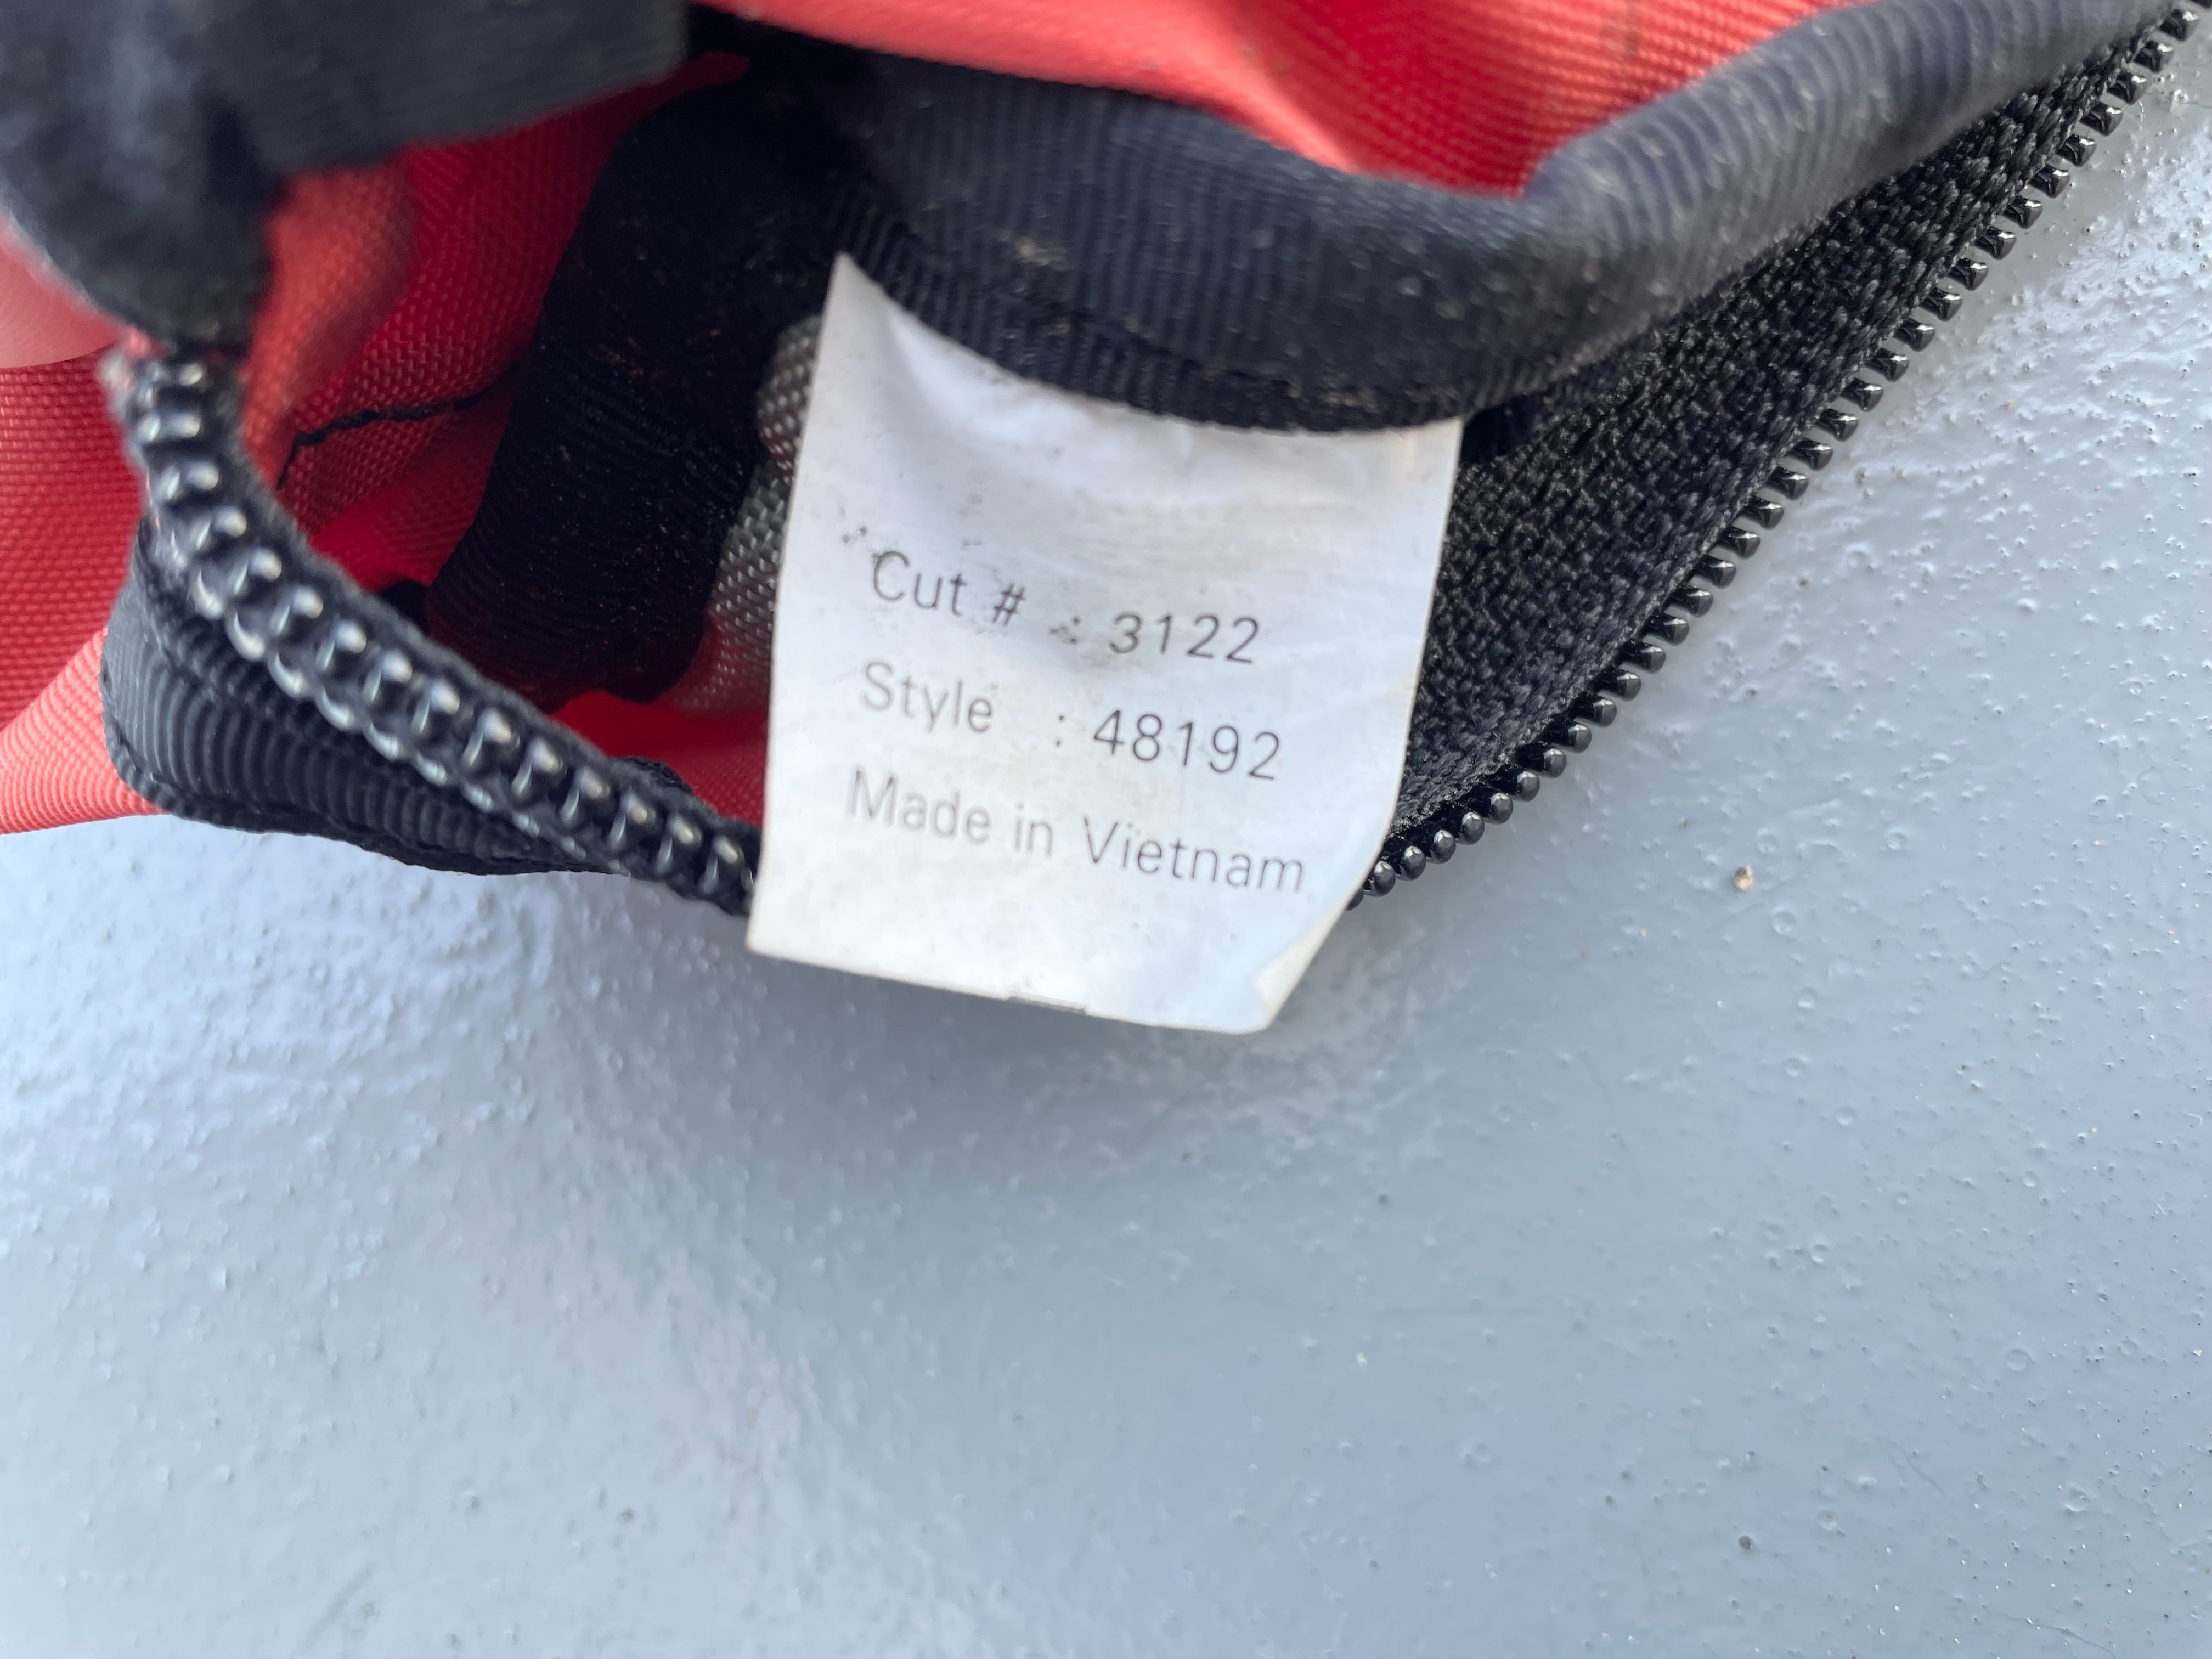 Cut # : 3122
Style : 48192
Made in Vietnam